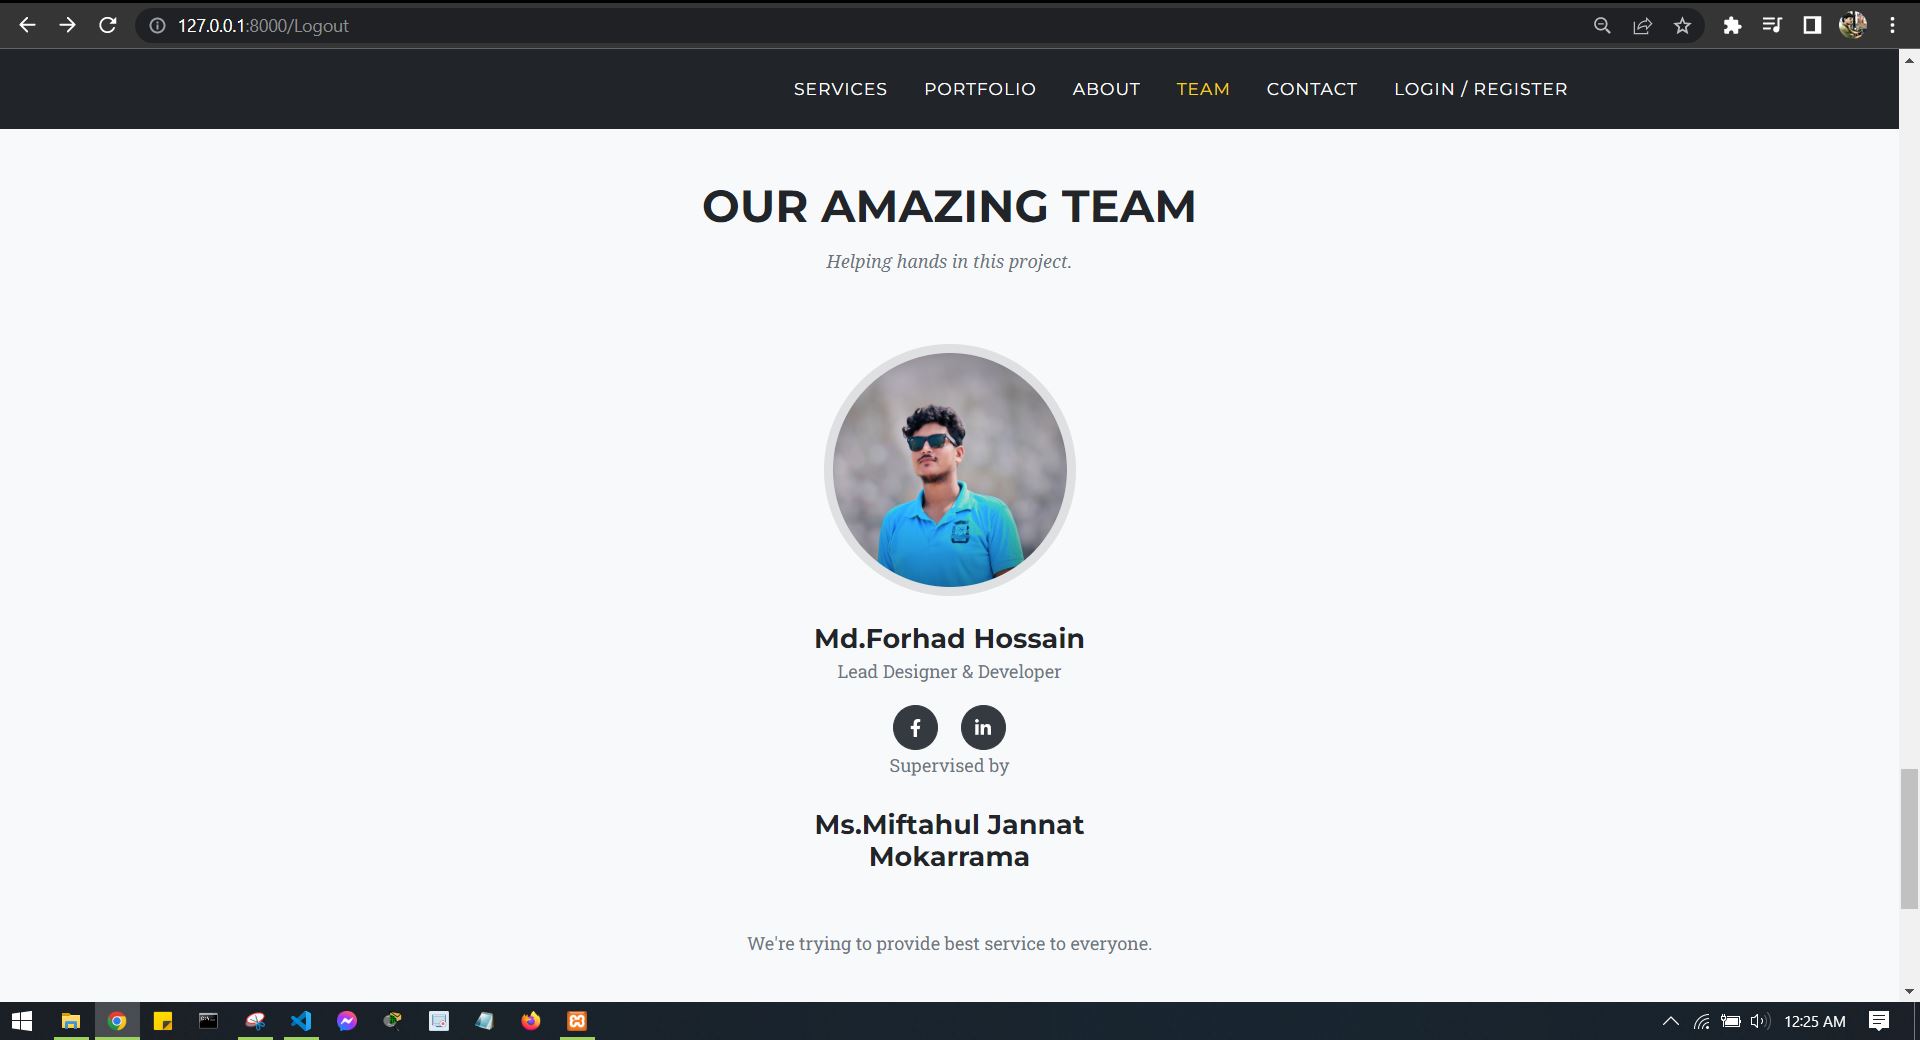 127.0.0.1:8000/Logout
SERVICES PORTFOLIO ABOUT TEAM CONTACT LOGIN / REGISTER
OUR AMAZING TEAM
Helping hands in this project.
Md.Forhad Hossain
Lead Designer & Developer
Supervised by
Ms.Miftahul Jannat
Mokarrama
We're trying to provide best service to everyone.
12:25 AM